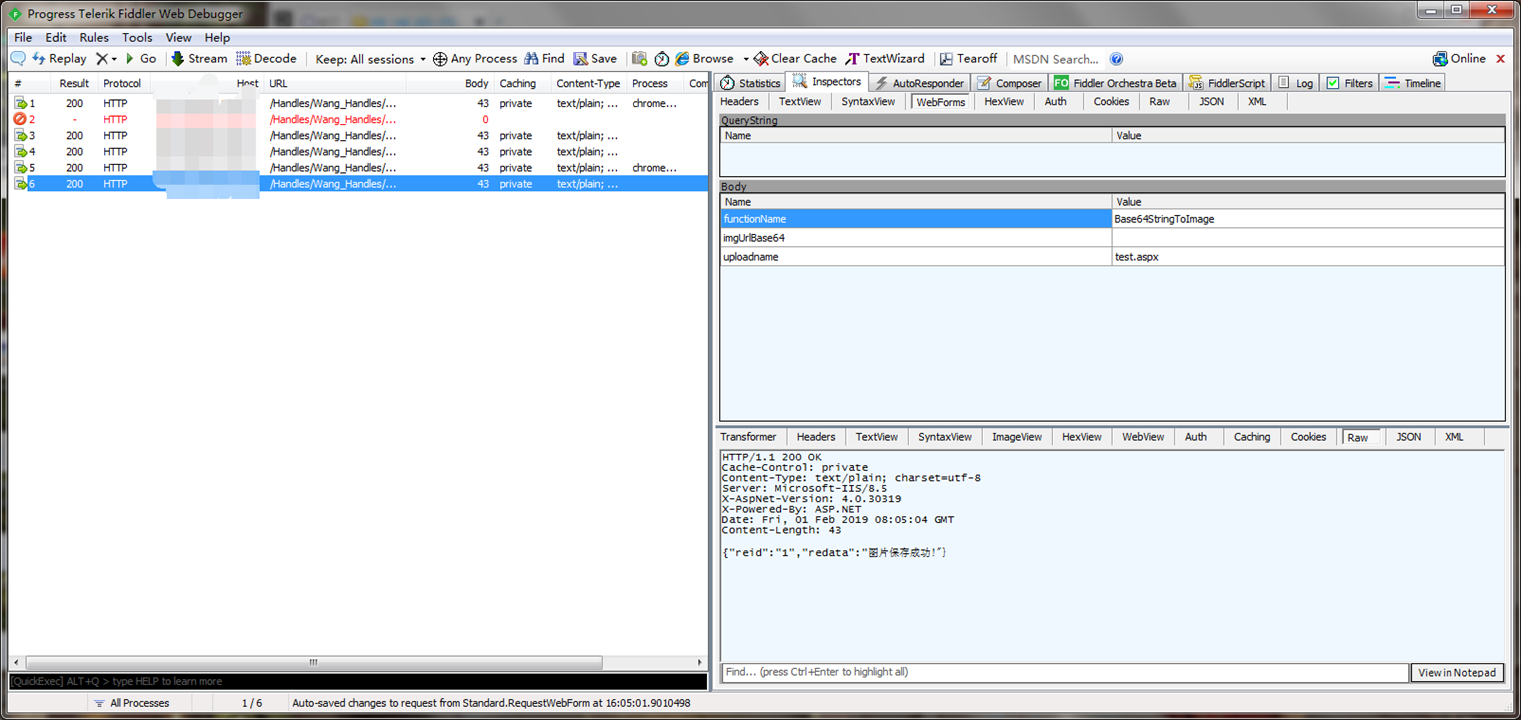 Progress Telerik Fiddler Web Debugger
File Edit Rules Tools View Help
Replay Go Stream Decode Keep: All sessions Any Process Find Save Browse Clear Cache TextWizard Tearoff MSDN Search... Online
# Result Protocol Host URL Body Caching Content-Type Process Com
1 200 HTTP /Handles/Wang_Handles/... 43 private text/plain; ... chrome...
2 - HTTP /Handles/Wang_Handles/... 0
3 200 HTTP /Handles/Wang_Handles/... 43 private text/plain; ...
4 200 HTTP /Handles/Wang_Handles/... 43 private text/plain; ...
5 200 HTTP /Handles/Wang_Handles/... 43 private text/plain; ... chrome...
6 200 HTTP /Handles/Wang_Handles/... 43 private text/plain; ...
[QuickExec] ALT+Q > type HELP to learn more
Statistics Inspectors AutoResponder Composer FO Fiddler Orchestra Beta FiddlerScript Log Filters Timeline
Headers TextView SyntaxView WebForms HexView Auth Cookies Raw JSON XML
QueryString
Name Value
Body
Name Value
functionName Base64StringToImage
imgUrlBase64
uploadname test.aspx
Transformer Headers TextView SyntaxView ImageView HexView WebView Auth Caching Cookies Raw JSON XML
HTTP/1.1 200 OK
Cache-Control: private
Content-Type: text/plain; charset=utf-8
Server: Microsoft-IIS/8.5
X-AspNet-Version: 4.0.30319
X-Powered-By: ASP.NET
Date: Fri, 01 Feb 2019 08:05:04 GMT
Content-Length: 43
{"reid":"1","redata":"图片保存成功!"}
Find... (press Ctrl+Enter to highlight all) View in Notepad
All Processes 1 / 6 Auto-saved changes to request from Standard.RequestWebForm at 16:05:01.9010498